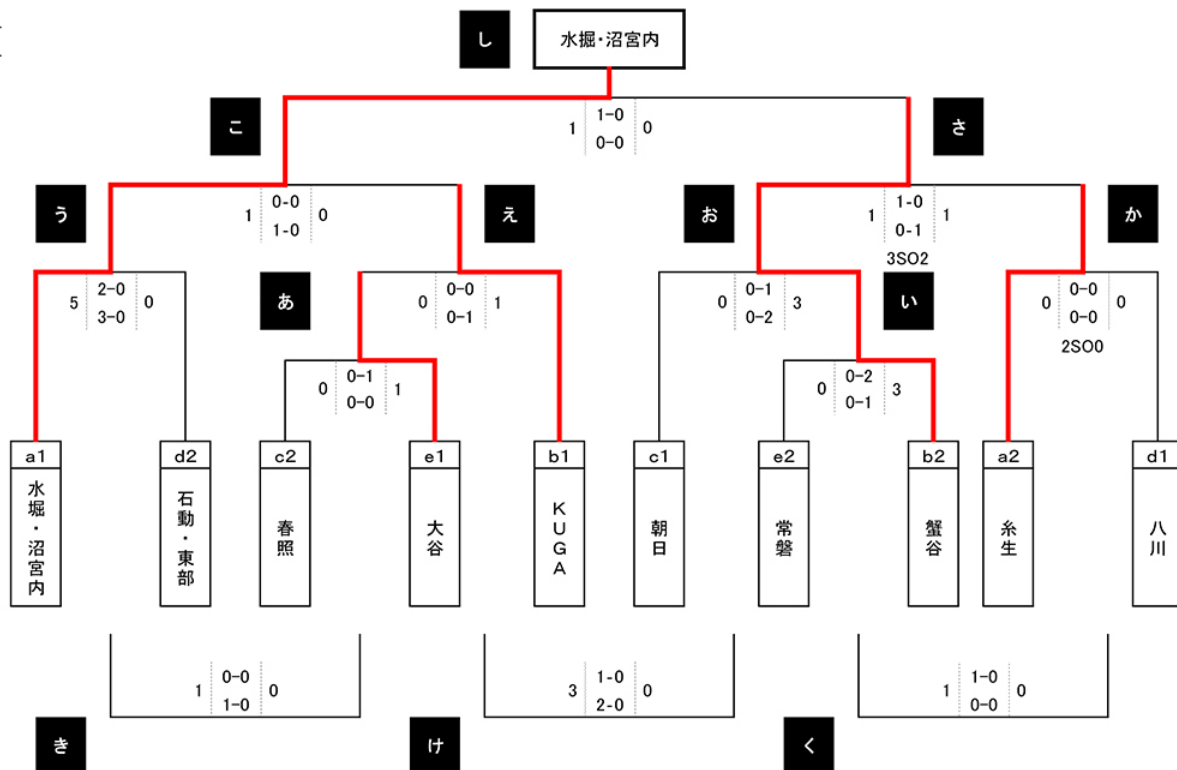 し
水掘・沼宮内
こ
1 1-0 0
0-0
さ
う
1 0-0 0
1-0
え
お
1 1-0 1
0-1
3SO2
か
5 2-0 0
3-0
あ
0 0-0 1
0-1
0 0-1 3
0-2
い
0 0-0 0
0-0
2SO0
0 0-1 1
0-0
0 0-2 3
0-1
a1
水堀・沼宮内
d2
石動・東部
c2
春照
e1
大谷
b1
KUGA
c1
朝日
e2
常磐
b2
蟹谷
a2
糸生
d1
八川
1 0-0 0
1-0
3 1-0 0
2-0
1 1-0 0
0-0
き
け
く